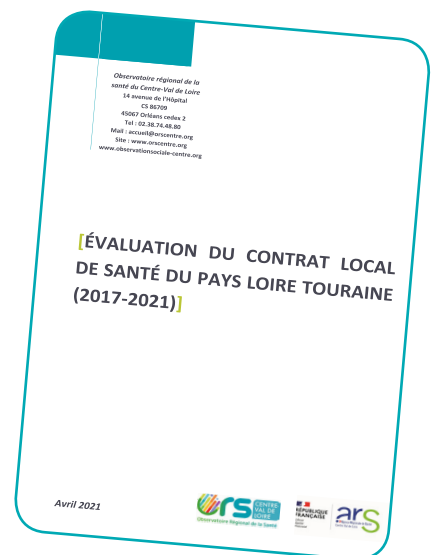 Observatoire régional de la
santé du Centre-Val de Loire
14 avenue de l'Hôpital
CS 86709
45067 Orléans cedex 2
Tel : 02.38.74.48.80
Mail : accueil@orscentre.org
Site : www.orscentre.org
www.observationsociale-centre.org
[ÉVALUATION DU CONTRAT LOCAL
DE SANTÉ DU PAYS LOIRE TOURAINE
(2017-2021)]
Avril 2021
ors
CENTRE
VAL DE
LOIRE
Observatoire Régional de la Santé
RÉPUBLIQUE
FRANÇAISE
ars